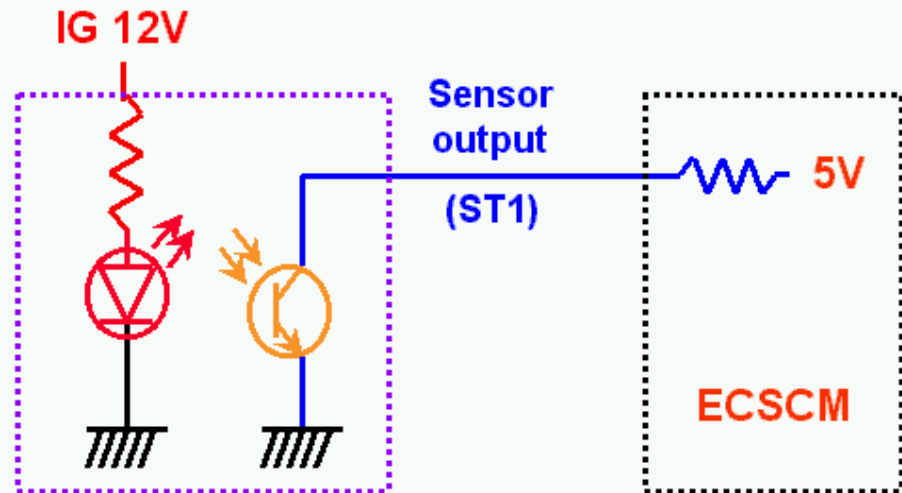 IG 12V
Sensor
output
(ST1)
5V
ECSCM